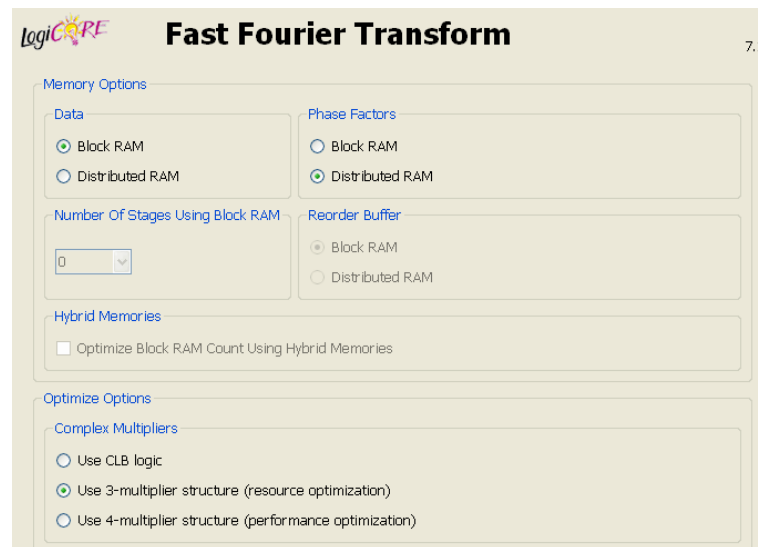 LogiCORE
Fast Fourier Transform
7.
Memory Options
Data
Block RAM
Distributed RAM
Phase Factors
Block RAM
Distributed RAM
Number Of Stages Using Block RAM
0
Reorder Buffer
Block RAM
Distributed RAM
Hybrid Memories
Optimize Block RAM Count Using Hybrid Memories
Optimize Options
Complex Multipliers
Use CLB logic
Use 3-multiplier structure (resource optimization)
Use 4-multiplier structure (performance optimization)